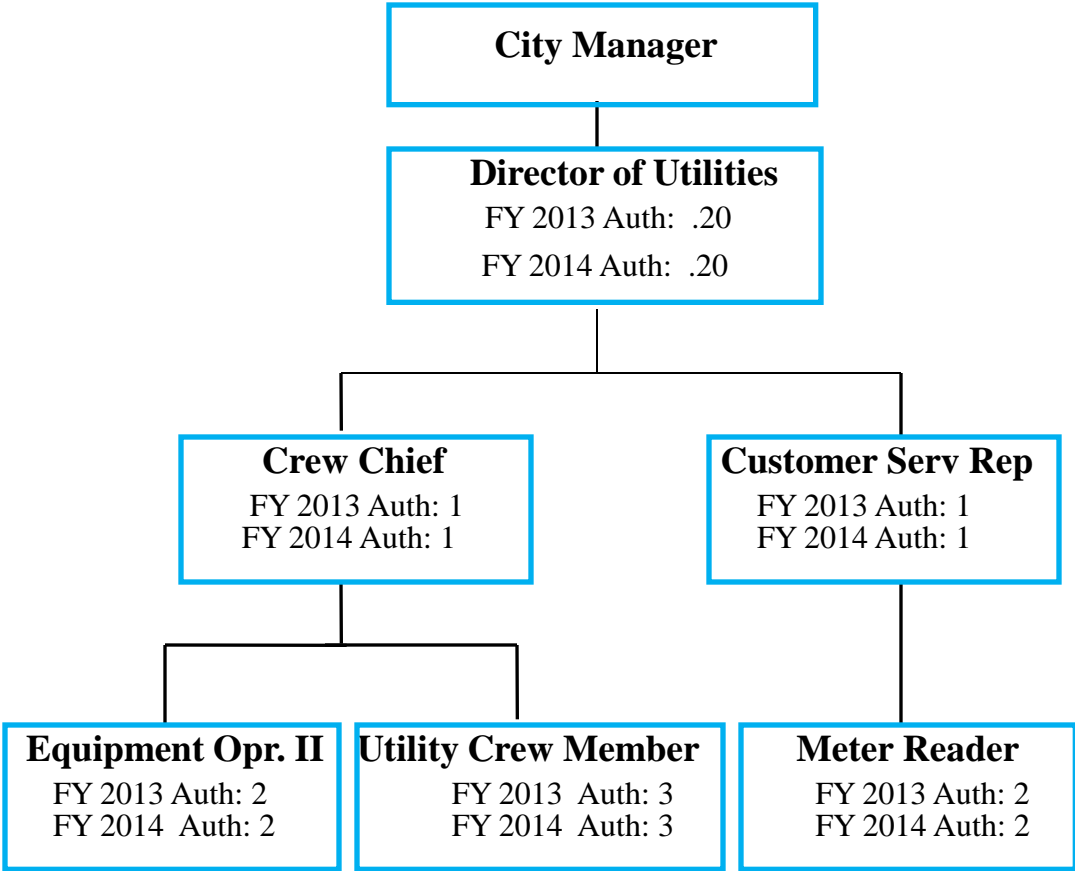 City Manager
Director of Utilities
FY 2013 Auth: .20
FY 2014 Auth: .20
Crew Chief
FY 2013 Auth: 1
FY 2014 Auth: 1
Customer Serv Rep
FY 2013 Auth: 1
FY 2014 Auth: 1
Equipment Opr. II
FY 2013 Auth: 2
FY 2014 Auth: 2
Utility Crew Member
FY 2013 Auth: 3
FY 2014 Auth: 3
Meter Reader
FY 2013 Auth: 2
FY 2014 Auth: 2